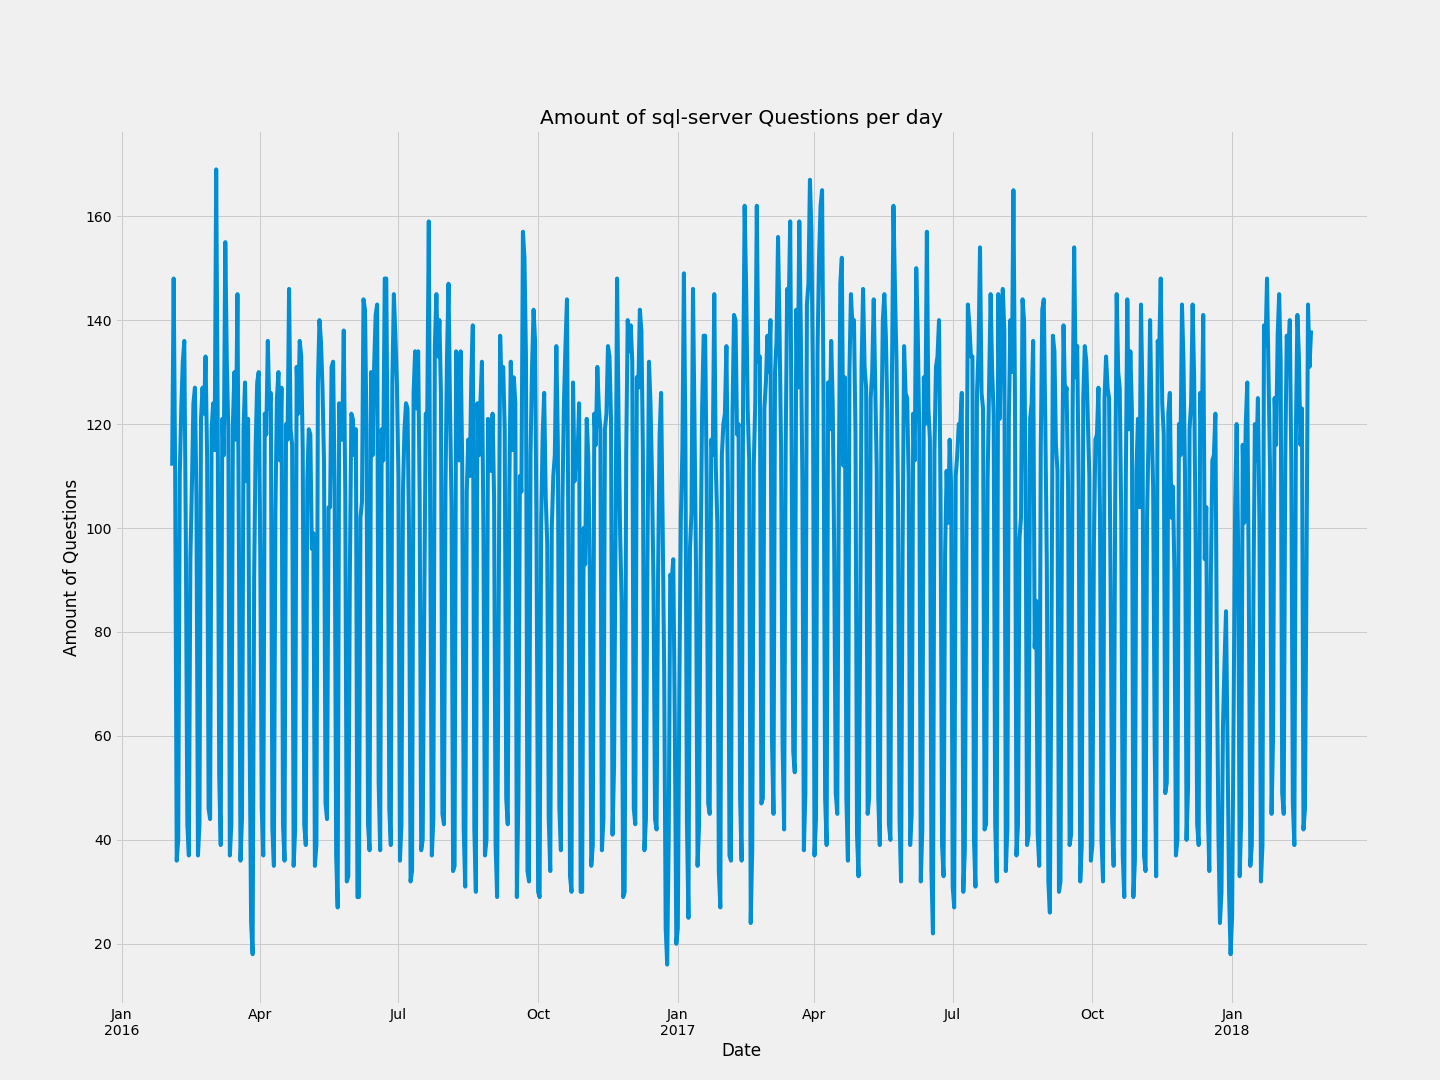 Amount of sql-server Questions per day
Amount of Questions
160
140
120
100
80
60
40
20
Jan
2016
Apr
Jul
Oct
Jan
2017
Apr
Jul
Oct
Jan
2018
Date